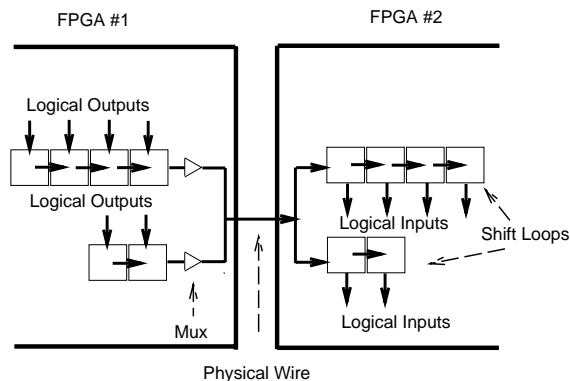 FPGA #1
FPGA #2
Logical Outputs
Logical Outputs
Logical Inputs
Shift Loops
Mux
Logical Inputs
Physical Wire